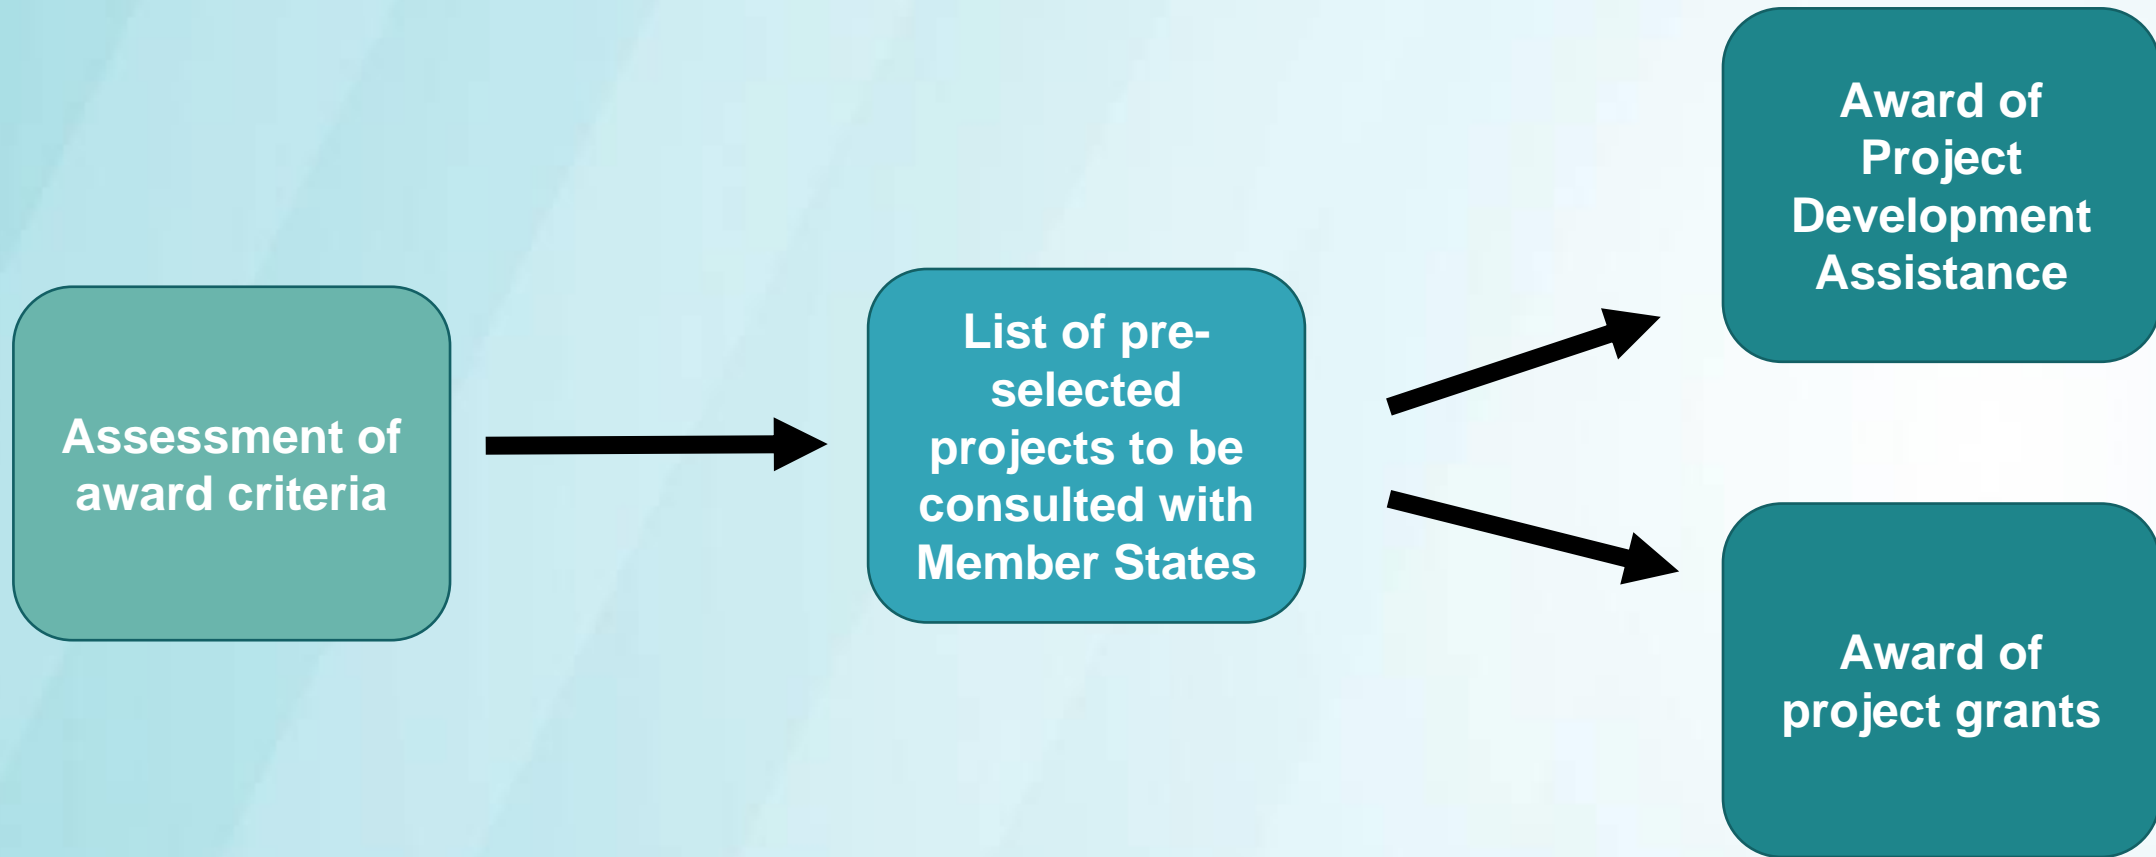 Assessment of
award criteria
List of pre-
selected
projects to be
consulted with
Member States
Award of
Project
Development
Assistance
Award of
project grants